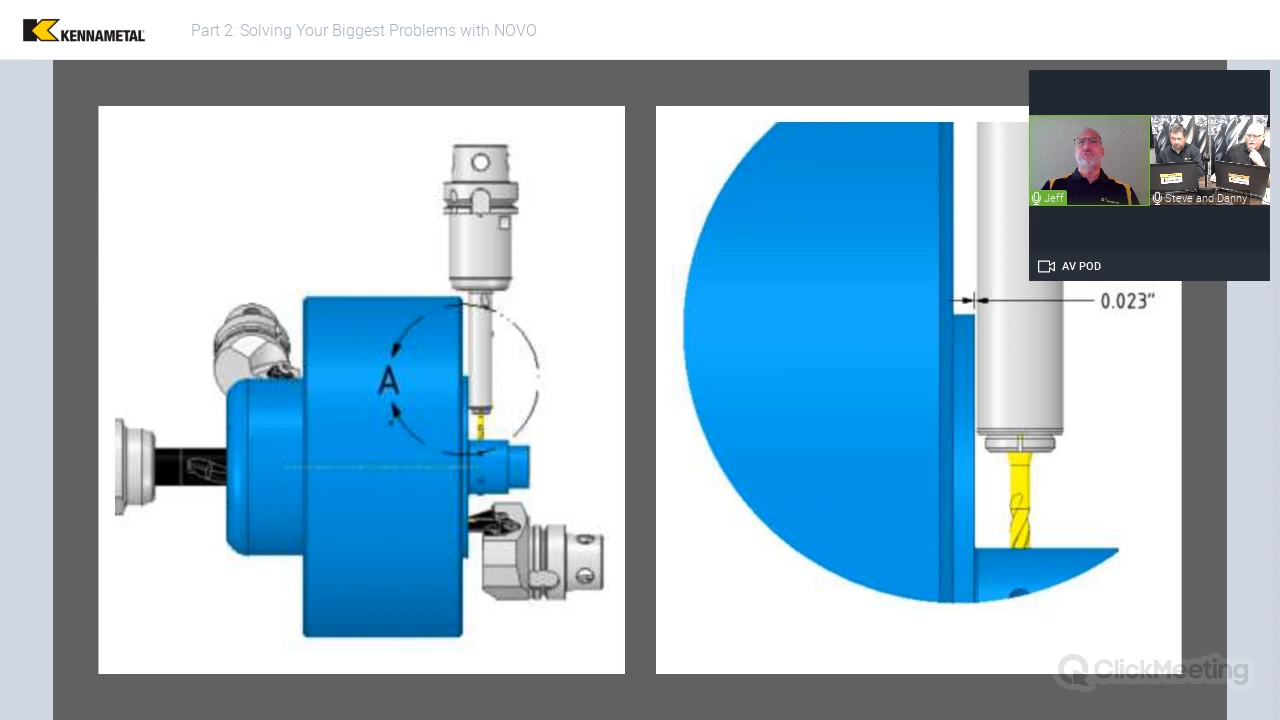 KENNAMETAL
Part 2: Solving Your Biggest Problems with NOVO
Jeff
Steve and Danny
AV POD
0.023"
A
ClickMeeting